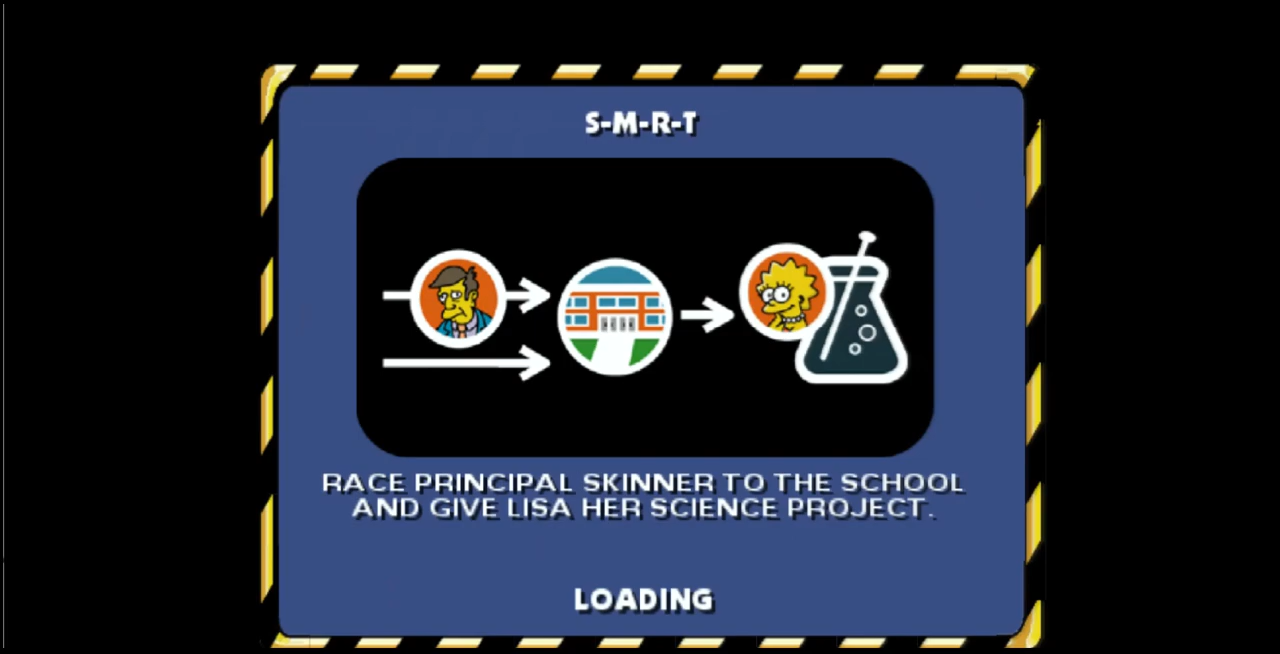 S-M-R-T
RACE PRINCIPAL SKINNER TO THE SCHOOL
AND GIVE LISA HER SCIENCE PROJECT.
LOADING